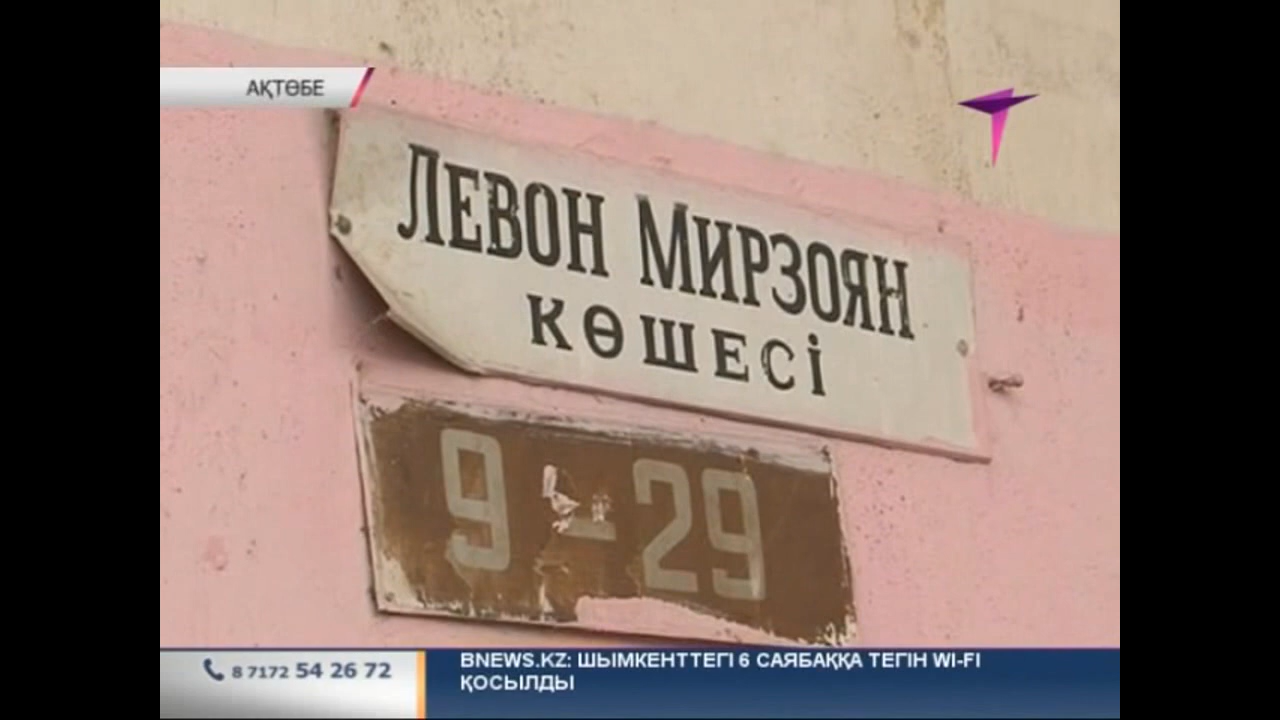 АҚТӨБЕ
ЛЕВОН МИРЗОЯН
КӨШЕСІ
9-29
8 7172 54 26 72
BNEWS.KZ: ШЫМКЕНТТЕГІ 6 САЯБАҚҚА ТЕГІН WI-FI
ҚОСЫЛДЫ